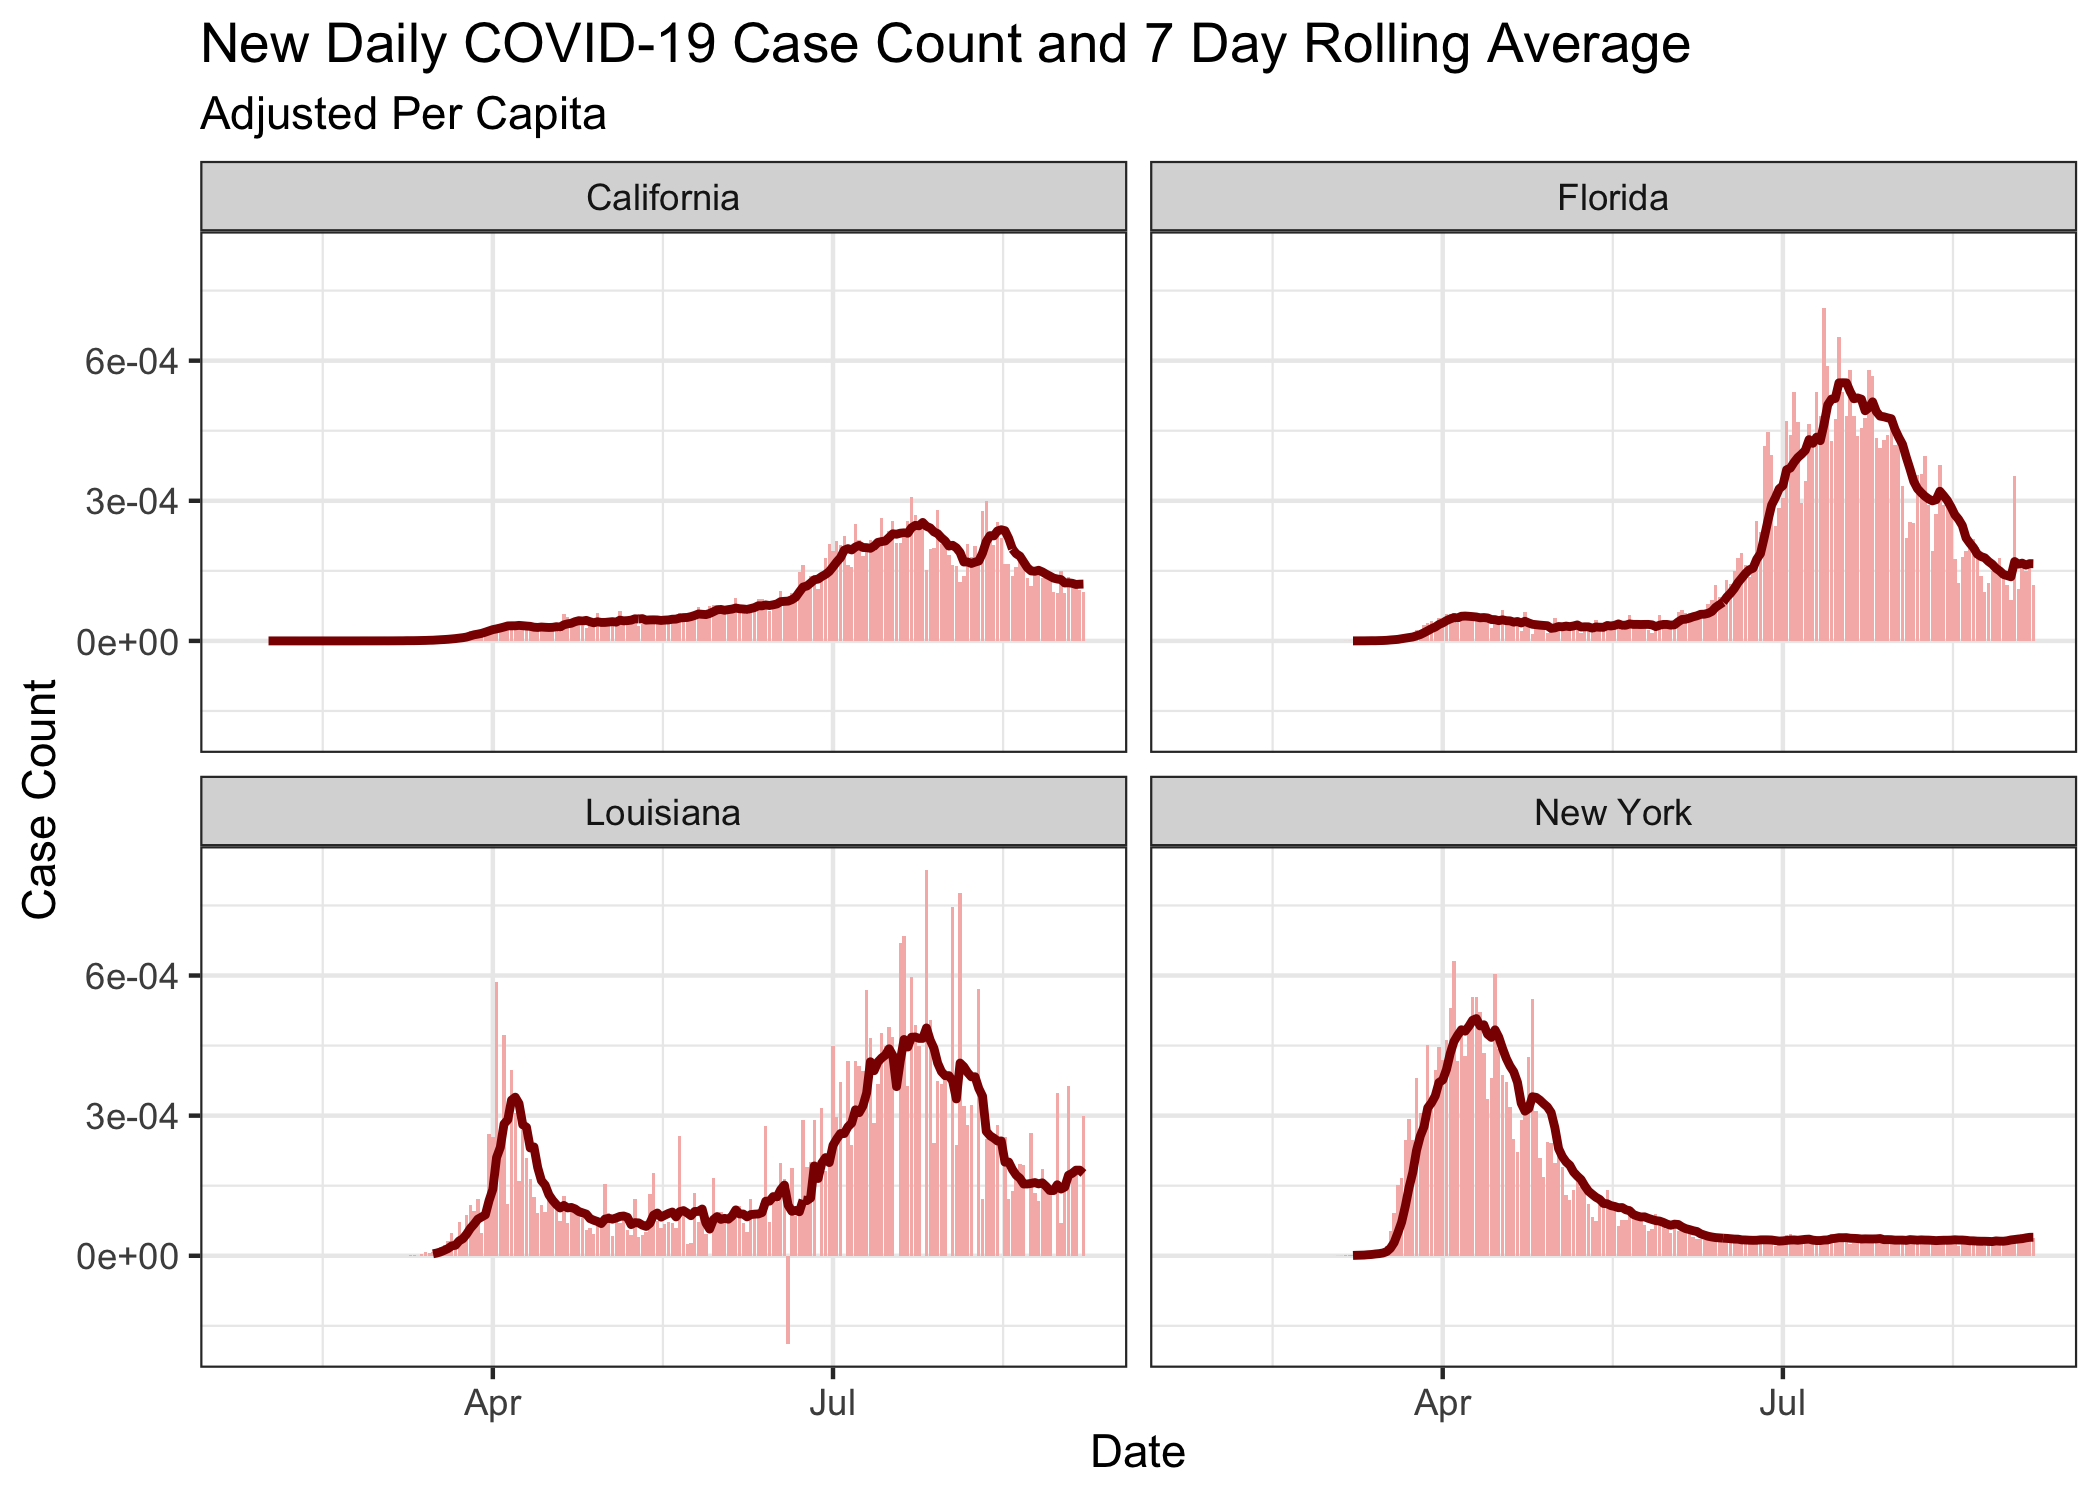 New Daily COVID-19 Case Count and 7 Day Rolling Average
Adjusted Per Capita
California
Florida
6e-04
3e-04
0e+00
Louisiana
New York
6e-04
3e-04
0e+00
Case Count
Apr
Jul
Apr
Jul
Date